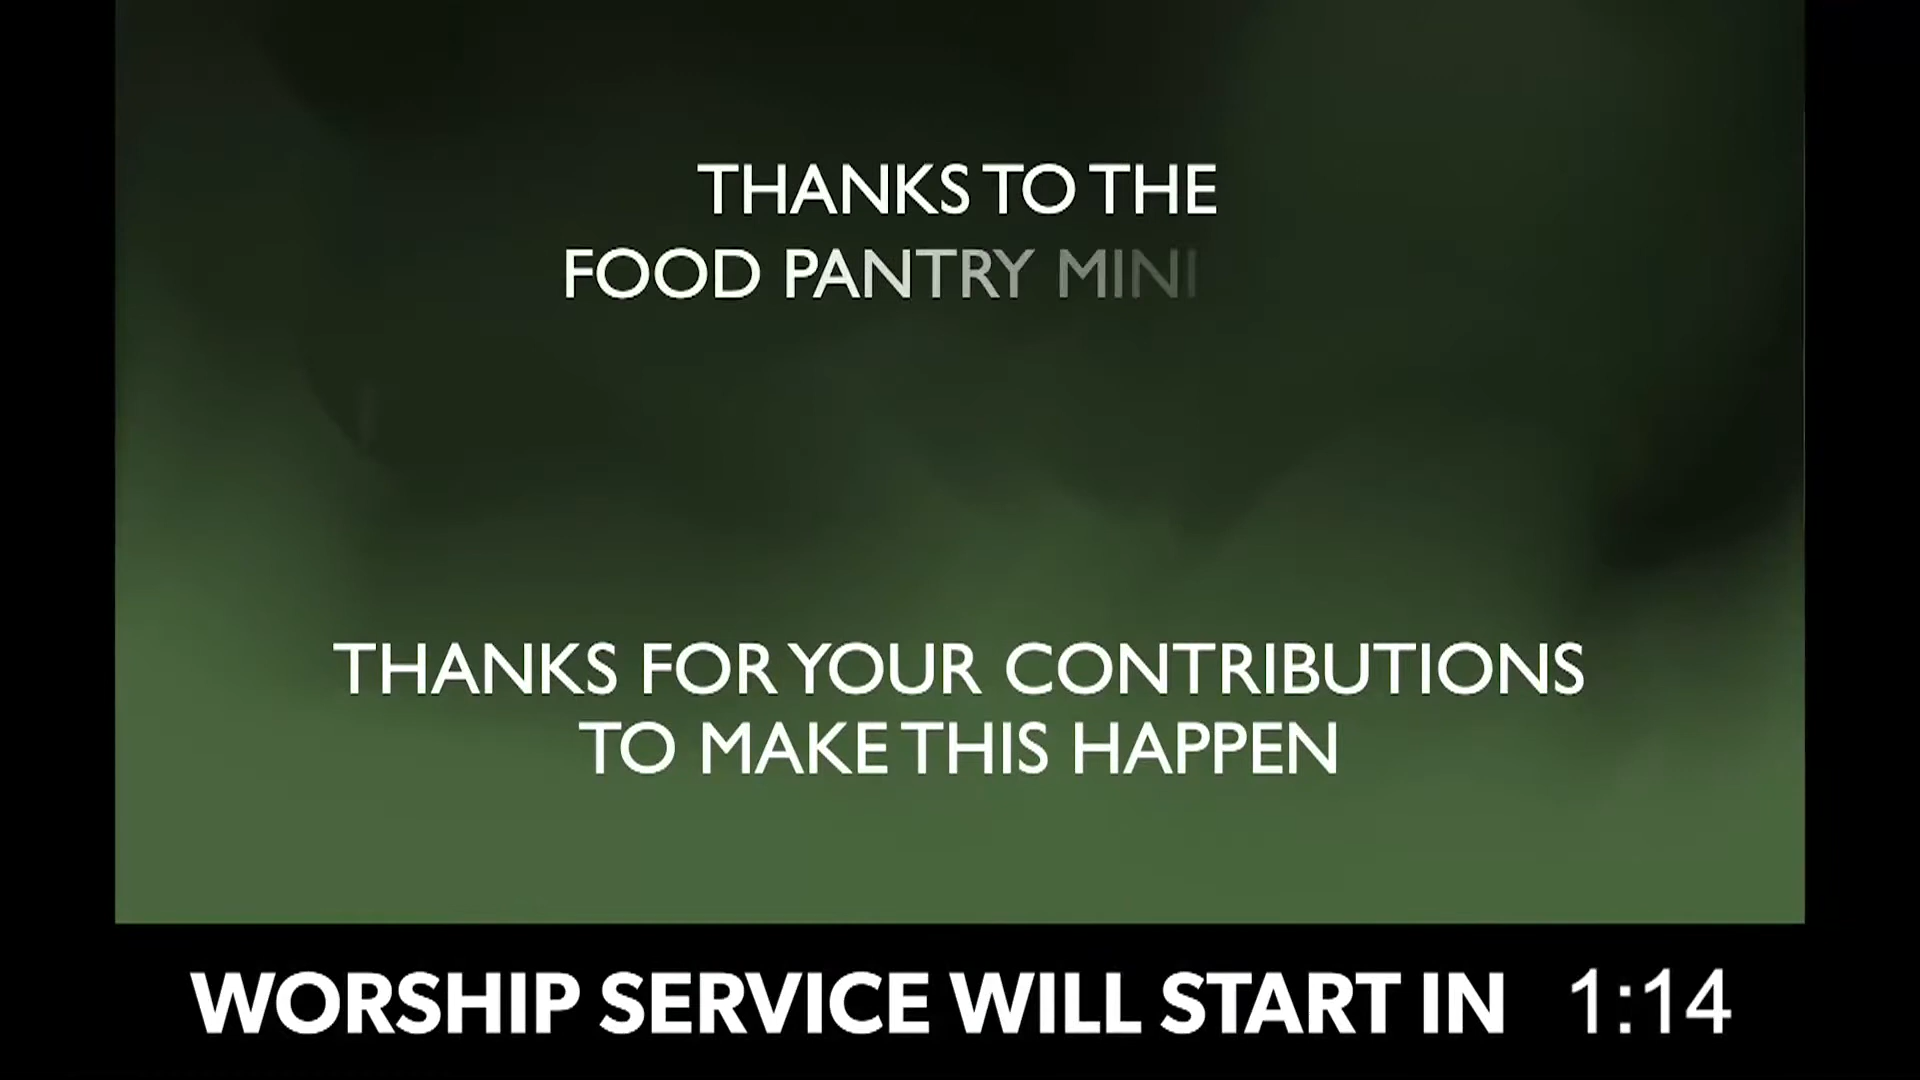 THANKS TO THE
FOOD PANTRY MINI
THANKS FOR YOUR CONTRIBUTIONS
TO MAKE THIS HAPPEN
WORSHIP SERVICE WILL START IN 1:14